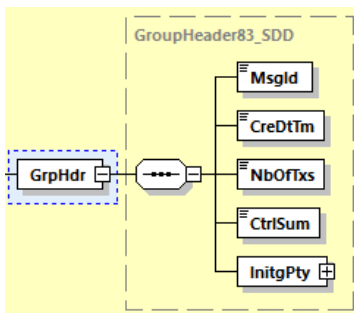 GroupHeader83_SDD
MsgId
CreDtTm
GrpHdr
NbOfTxs
CtrlSum
InitgPty